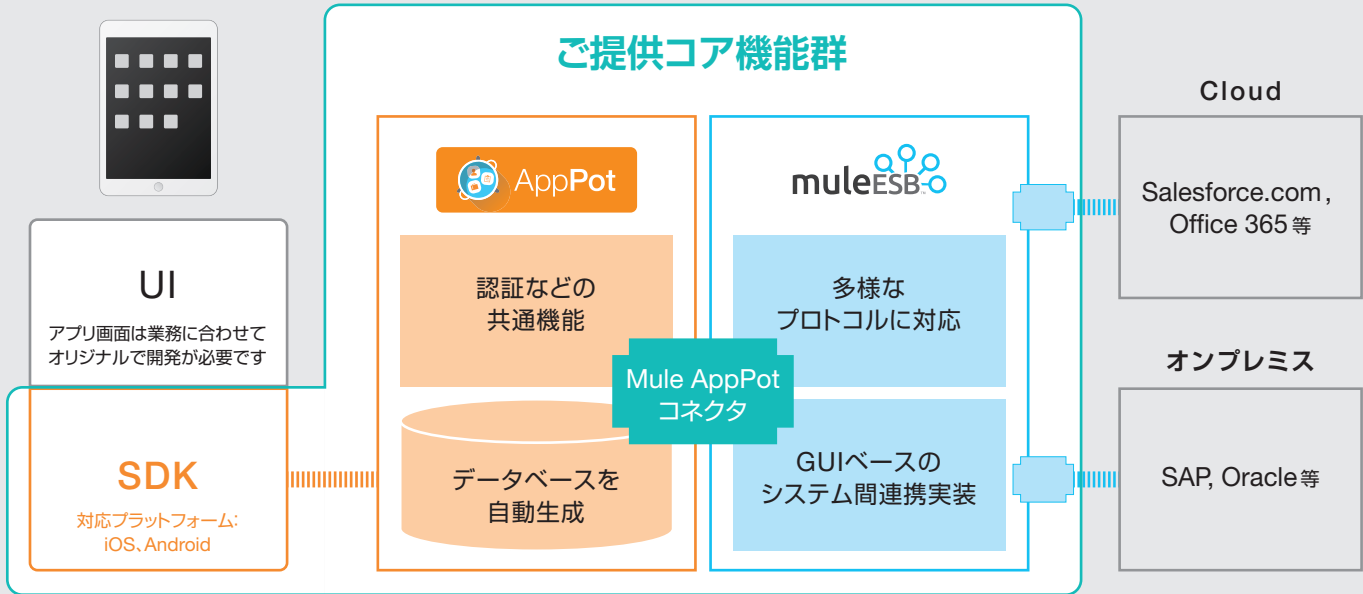 ご提供コア機能群
UI
アプリ画面は業務に合わせて
オリジナルで開発が必要です
SDK
対応プラットフォーム:
iOS、Android
AppPot
認証などの
共通機能
データベースを
自動生成
Mule AppPot
コネクタ
muleESB
多様な
プロトコルに対応
GUIベースの
システム間連携実装
Cloud
Salesforce.com ,
Office 365 等
オンプレミス
SAP, Oracle 等